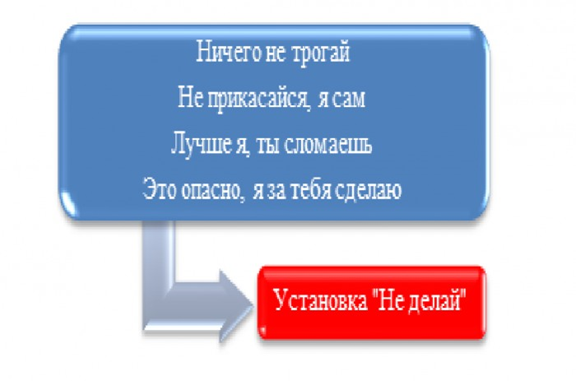 Ничего не трогай
Не прикасайся, я сам
Лучше я, ты сломаешь
Это опасно, я за тебя сделаю
Установка "Не делай"